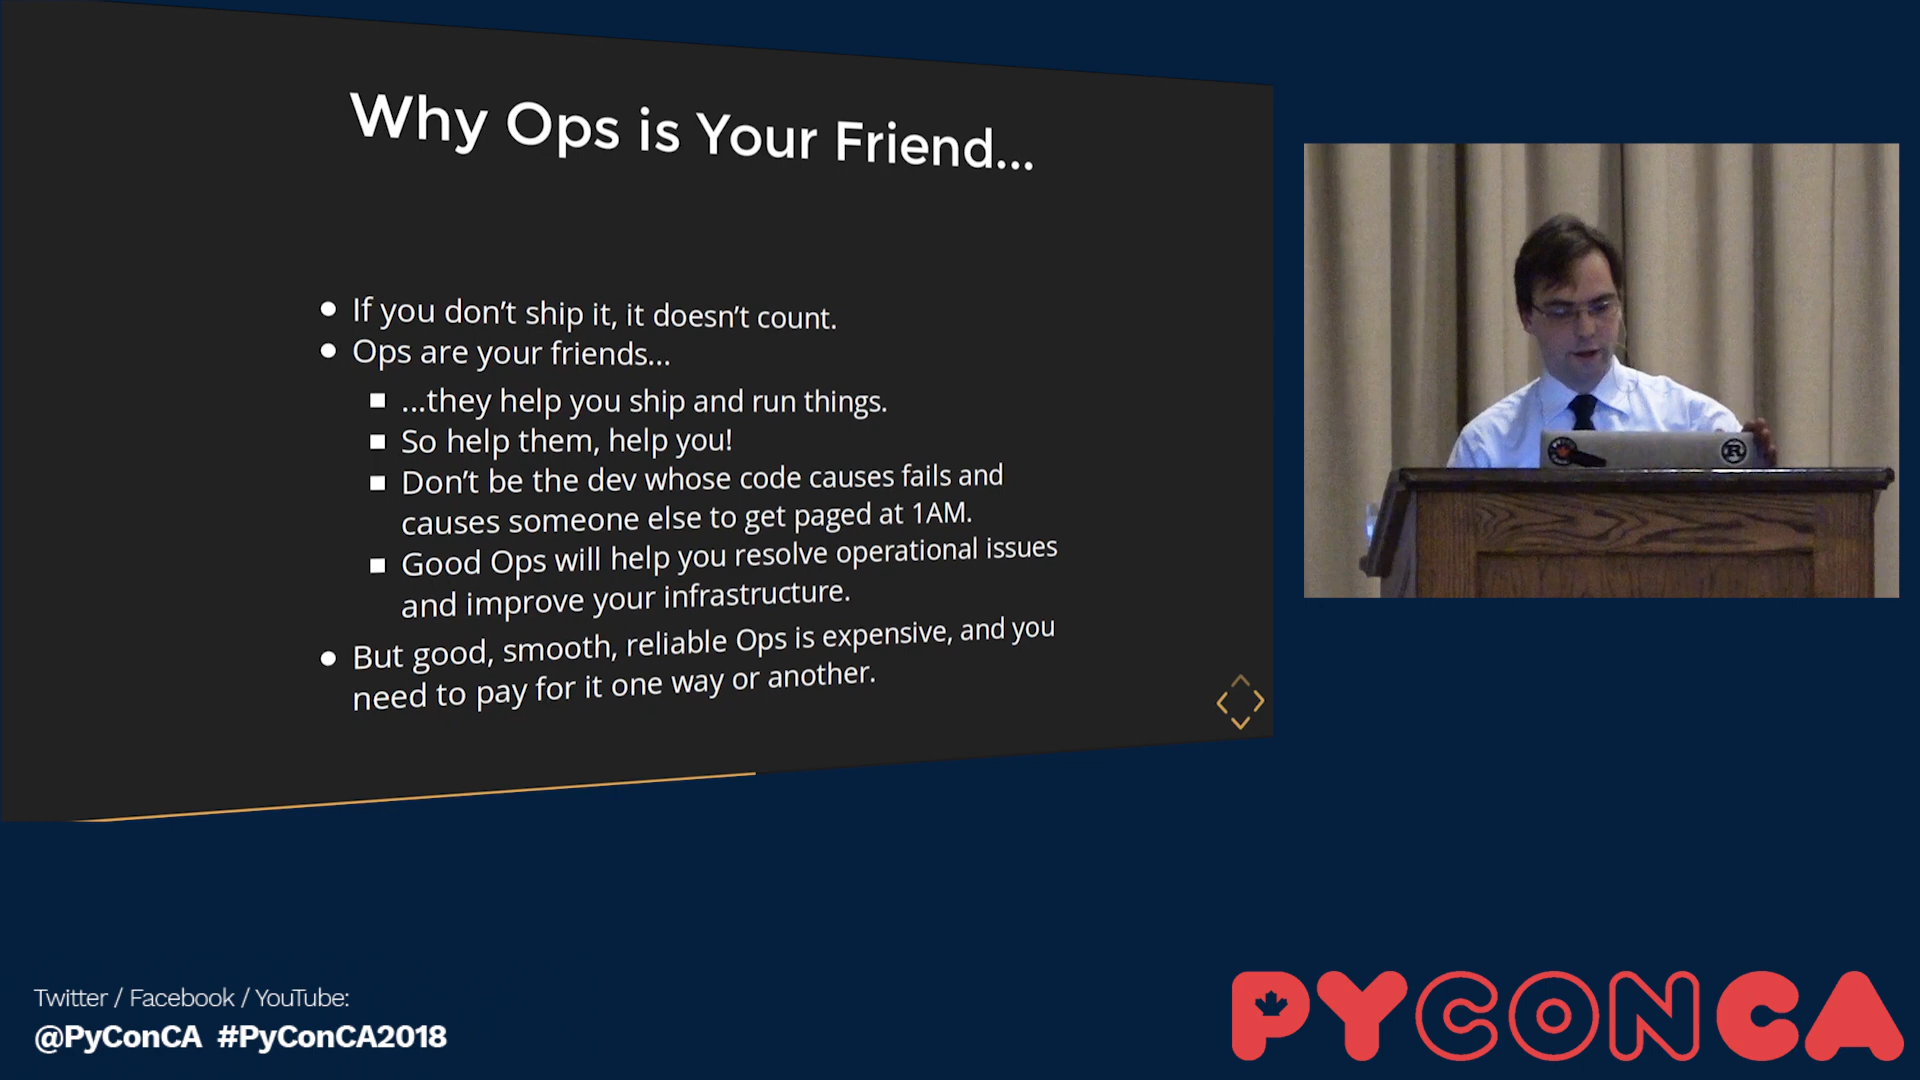 Why Ops is Your Friend...
● If you don’t ship it, it doesn’t count.
● Ops are your friends...
■ ...they help you ship and run things.
■ So help them, help you!
■ Don’t be the dev whose code causes fails and
causes someone else to get paged at 1AM.
■ Good Ops will help you resolve operational issues
and improve your infrastructure.
● But good, smooth, reliable Ops is expensive, and you
need to pay for it one way or another.
R
Twitter / Facebook / YouTube:
@PyConCA #PyConCA2018
PYCONCA